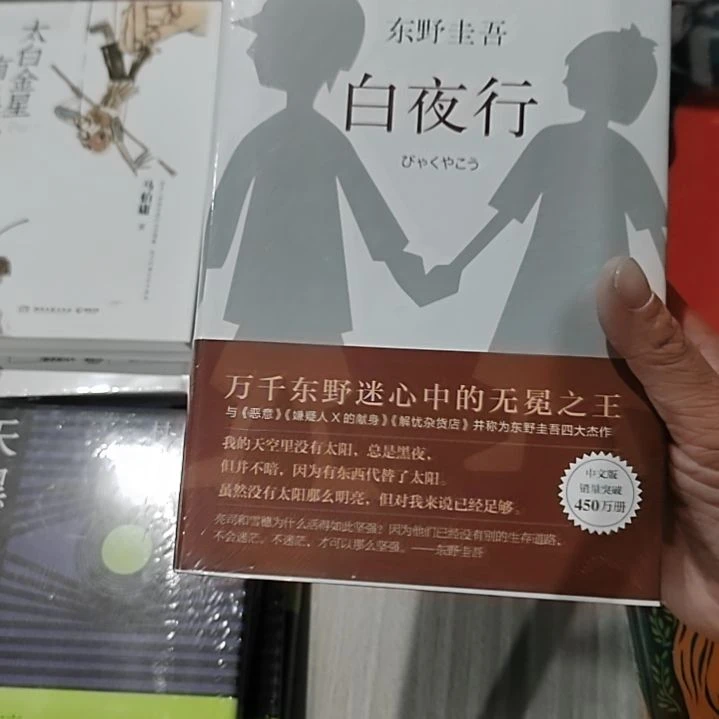 东野圭吾
白夜行
びゃくやこう
万千东野迷心中的无冕之王
与《恶意》《嫌疑人X的献身》《解忧杂货店》并称为东野圭吾四大杰作
我的天空里没有太阳，总是黑夜，
但并不暗，因为有东西代替了太阳。
虽然没有太阳那么明亮，但对我来说已经足够。
亮司和雪穗为什么活得如此坚强？因为他们已经没有别的生存道路，
不会迷茫。不迷茫，才可以那么坚强。——东野圭吾
中文版
销量突破
450万册
太白金星
有
马伯庸 著